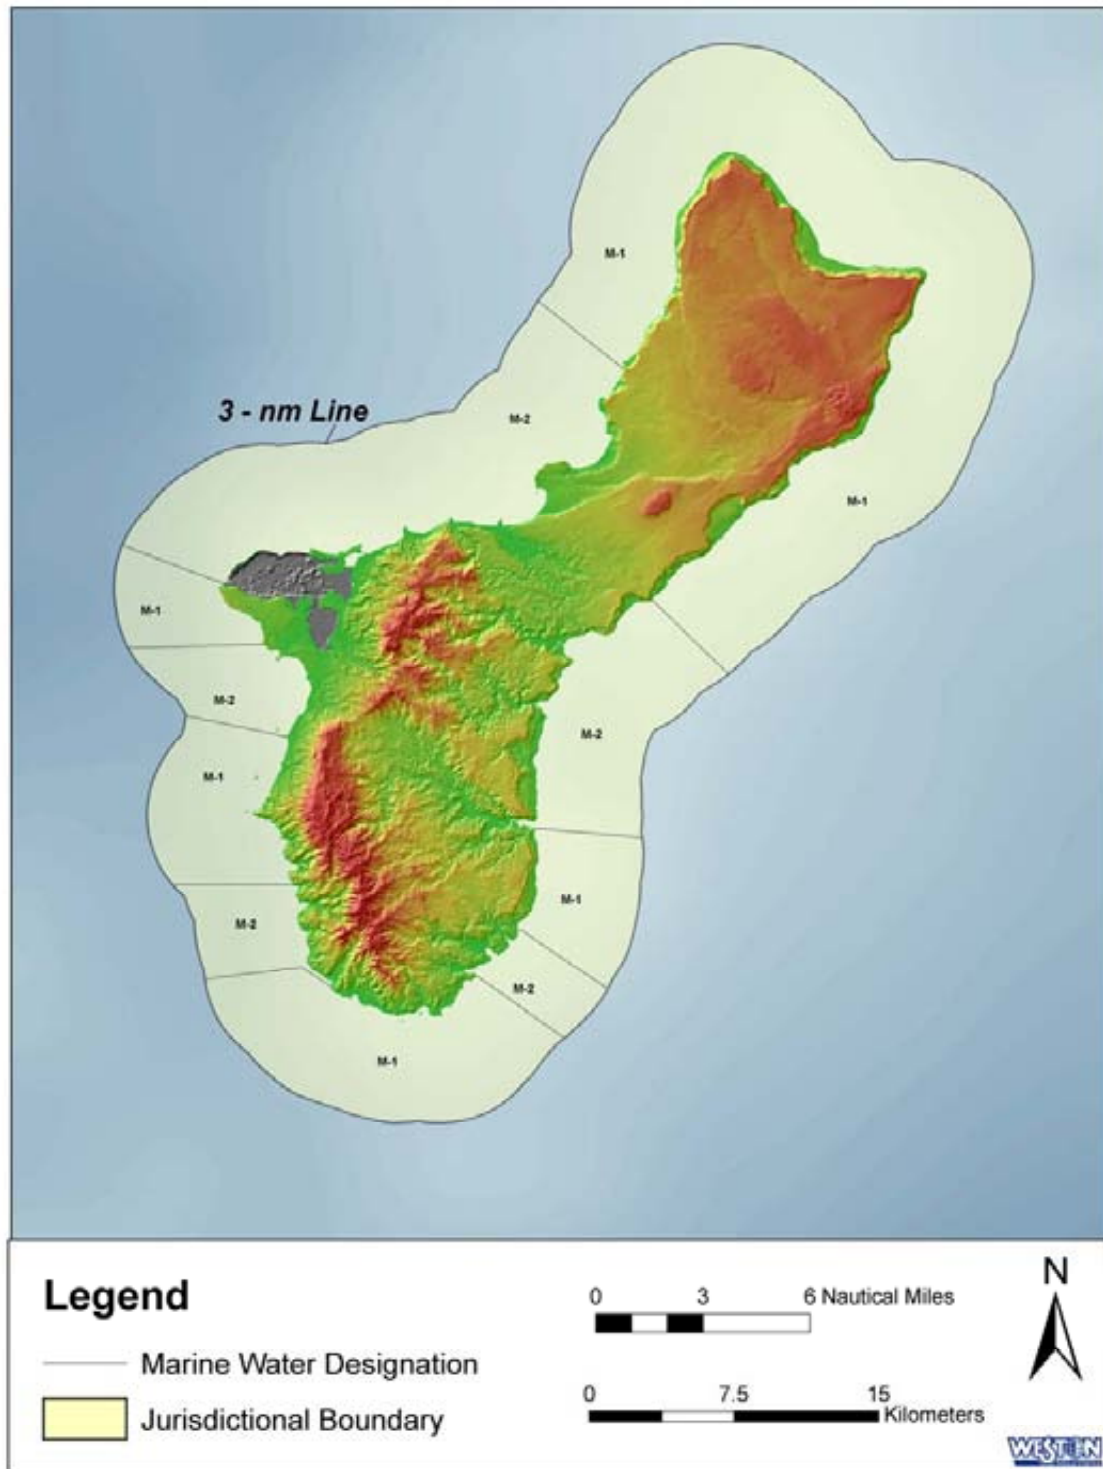 M-1
M-2
3 - nm Line
M-1
M-1
M-2
M-2
M-1
M-1
M-2
M-2
M-1
Legend
Marine Water Designation
Jurisdictional Boundary
0 3 6 Nautical Miles
0 7.5 15
Kilometers
N
WESTON